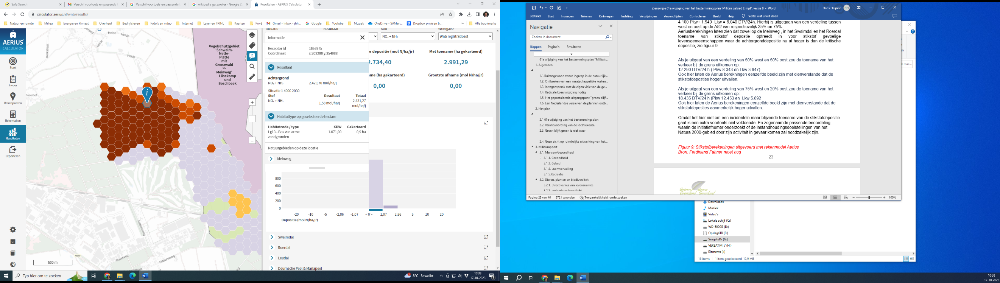 Safe Search
Verschil voortoets en passende
Verschil voortoets en passende
wikipedia garzweiler - Google Z
Resultaten - AERIUS Calculator
calculator.aerius.nl/wnb/results/
Natuur en ruimte
Milieu
Energie en klimaat
Overheid
Bedrijfsleven
Foto's en video
Internet
Layer en TRINL
Kaarten
Privé
Gmail - Inbox - jhh...
Google
Youtube
Muziek
OneDrive - SAMen...
Dropbox privé en tr...
Alle bookmarks
AERIUS
CALCULATOR
Start
Invoer
Rekenpunten
Rekentaken
Resultaten
Exporteren
Kerkstraat
Heide
Heide
Heide
Heide
huuserhof
Vogelschutzgebiet
'Schwalm-
Nette-
Platte
mit
Grenzwald
u.
Meinweg'
Lüsekamp
und
Boschbeek
Stationsweg
Stationsweg
Randweg
N570
500 m
Situatie
Resultaat
Stof
Weergave
NOₓ + NH₃
Wnb registratieset
Informatie
Receptor id 1656975
Coördinaat x:202288 y:354988
Resultaat
Achtergrond
NOₓ + NH₃ 2.429,70 mol/ha/j
Situatie 1 4000 2030
Stof Resultaat Totaal
NOₓ + NH₃ 1,58 mol/ha/j 2.431,27
mol/ha/j
Habitattype op geselecteerde hectare
Habitatcode / type KDW Gekarteerd
Lg13 - Bos van arme 1.071,00 0,9 ha
zandgronden
Natuurgebieden op deze locatie
Meinweg
e depositie (mol N/ha/jr)
2.734,40
Met toename (ha gekarteerd)
2.991,29
me (ha gekarteerd)
0,00
Grootste afname (mol N/ha/jr)
0,00
800
600
400
200
0
-20 -10 -5 -2,86 -1,07 < 0 > 1,07 2,86 5 10 20
Depositie (mol N/ha/jr)
Swalmdal
Roerdal
Leudal
Deurnsche Peel & Mariapeel
Typ hier om te zoeken
8°C Bewolkt
10:38
17-10-2023
Zienswijze 61e wijziging van het bestemmingsplan 'Militair gebied Elmpt', versie 8 - Word
Hans Heijnen
HH
Bestand
Start
Invoegen
Tekenen
Ontwerpen
Indeling
Verwijzingen
Verzendlijsten
Controleren
Beeld
Help
Vertel wat u wilt doen
Navigatie
Zoeken in document
Koppen
Pagina's
Resultaten
61e wijziging van het bestemmingsplan "Militair...
1. Algemeen
1.1.Buitengewoon zware ingreep in de natuurlijk...
1.2. Ontbreken van een maatschappelijke kosten...
1.3. In tegenspraak met de eigen visie van de ge...
1.4. Radicale koerswijziging nodig
1.5. Het gepostuleerde uitgangspunt "groen blijf...
1.6. Een Nederlandse versie van de plannen ontb...
2. Het plan
2.1 61e wijziging van het bestemmingsplan
2.2. Verantwoording van de locatiekeuze
2.3. Groen blijft groen is niet waar
2.4. Geen zicht op ruimtelijke uitwerking van het...
3. Milieurapport
3.1. Mensen/Gezondheid
3.1.1. Gezondheid
3.1.3. Geluid
3.1.4. Luchtvervuiling
3.1.5.Recreatie
3.2. Dieren, planten en biodiversiteit
3.2.1. Direct verlies van levensruimte
3.2.2. Invloed van kunstlicht
4.100 Pkw+ 1.940 Lkw = 6.040 DTV/24h. Hierbij is uitgegaan van een verdeling tussen
west en oost op de A52 van respectievelijk 25% en 75%.
Aeriusberekningen laten zien dat zowel op de Meinweg , in het Swalmdal en het Roerdal
toename van stikstof depostie optreedt in voor stikstof gevoelige
levensgemeenschappen waar de achtergronddepositie nu al hoger is dan de kritische
depositie, zie figuur 9
Als je uitgaat van een verdeling van 50% west en 50% oost zou de toename van het
verkeer bij de grens uitkomen op:
12.290 DTV/24 h ( Pkw 8.343 en Lkw 3.947)
Ook hier laten de Aerius berekningen eenzelfde beeld zijn met dienverstande dat de
stikstofdeposties hoger uitvallen.
Als je uitgaat van een verdeling van 75% west en 20% oost zou de toename van het
verkeer bij de grens uitkomen op:
18.435 DTV/24 h (Pkw 12.453 en Lkw 5.892
Ook hier laten de Aerius berekeningen eenzelfde beeld zijn met dienverstande dat de
stikstofdeposties aanmerkelijk hoger uitvallen.
Omdat het hier niet om een incidentele maar blijvende toename van de stikstofdepositie
gaat is een extra voortoets niet voldoende. En zogenaamde passende beoordeling,
waarin de initiatiefnemer onderzoekt of de instandhoudingsdoelstellingen van het
Natura 2000-gebied door zijn activiteit in gevaar komen zal noodzakelijk zijn.
Figuur 9: Stikstofberekeningen uitgevoerd met rekenmodel Aerius
Bron: Ferdinand Fahner moet nog
23
Grünes Groen
Grenzland Grensland
Pagina 23 van 46
9721 woorden
Toegankelijkheid: onderzoeken
100%
k reac...
Downloads
Muziek
Video's
Lokale schijf (C:)
WD-500GB (D:)
Opslag4TB (F:)
SeagateDr (G:)
VERBATIM_V (H:)
Elements (I:)
16 items
1 item geselecteerd 12,9 MB
10:38
17-10-2023